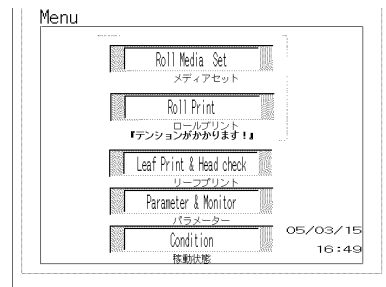 Menu
Roll Media Set
メディアセット
Roll Print
ロールプリント
『テンションがかかります!』
Leaf Print & Head check
リーフプリント
Parameter & Monitor
パラメーター
Condition
稼動状態
05/03/15
16:49